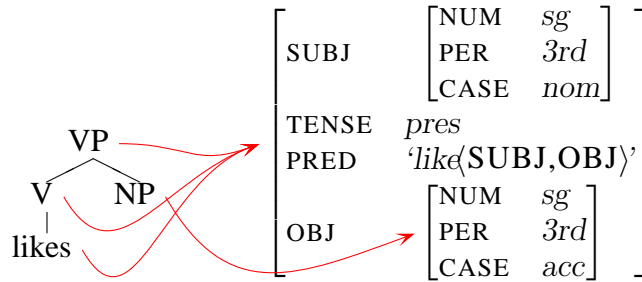 NUM sg
SUBJ PER 3rd
CASE nom
TENSE pres
VP PRED ‘like⟨SUBJ,OBJ⟩’
V NP NUM sg
OBJ PER 3rd
likes
CASE acc